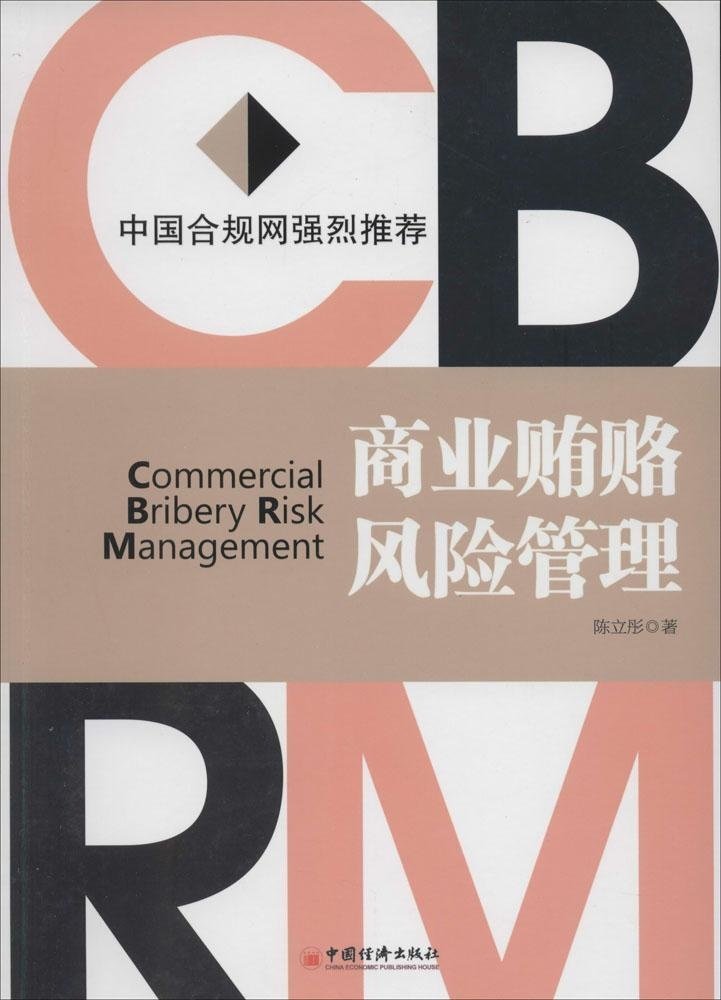 CB
中国合规网强烈推荐
Commercial
Bribery Risk
Management
商业贿赂
风险管理
陈立彤◎著
RM
中国经济出版社
CHINA ECONOMIC PUBLISHING HOUSE